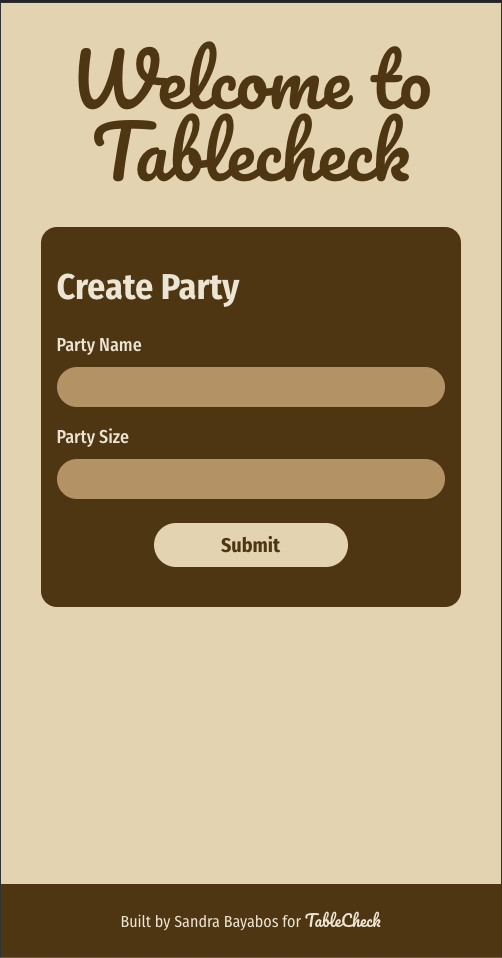 Welcome to
Tablecheck
Create Party
Party Name
Party Size
Submit
Built by Sandra Bayabos for TableCheck